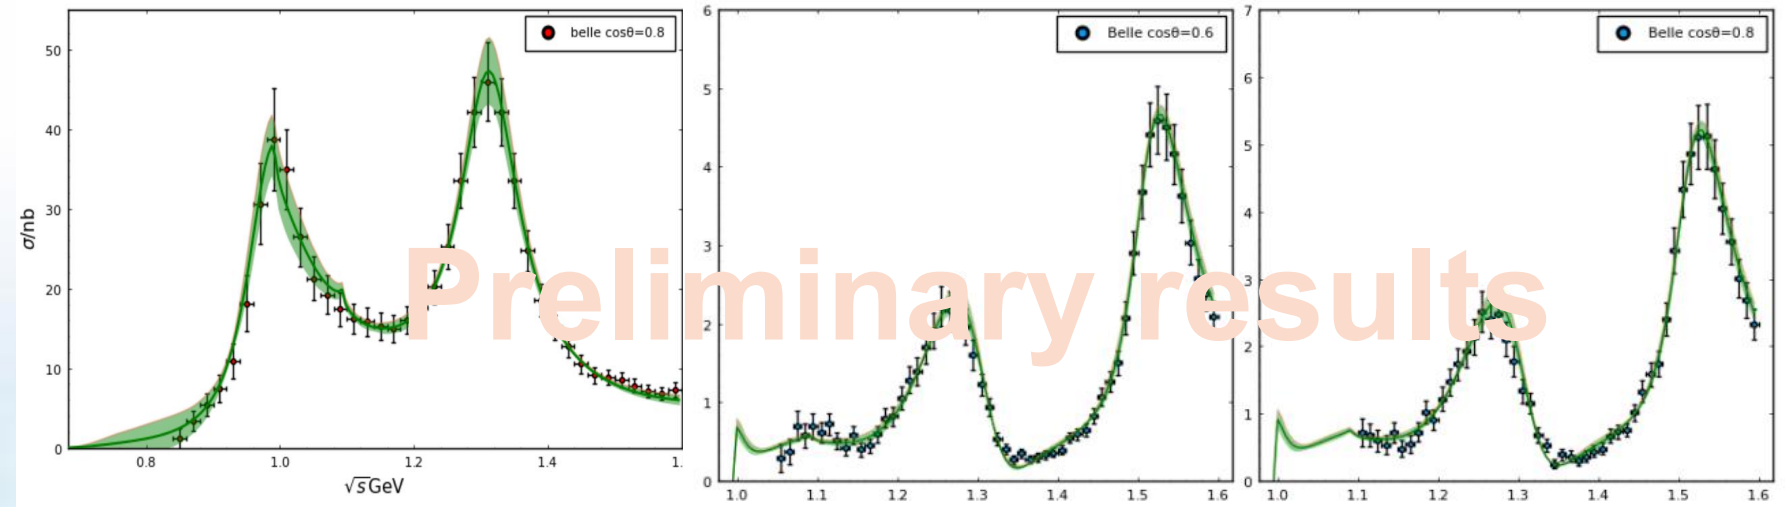 belle cosθ=0.8
50
40
30
20
10
0
σ/nb
0.8 1.0 1.2 1.4 1.
√sGeV
Belle cosθ=0.6
6
5
4
3
2
1
0
1.0 1.1 1.2 1.3 1.4 1.5 1.6
Belle cosθ=0.8
7
6
5
4
3
2
1
0
1.0 1.1 1.2 1.3 1.4 1.5 1.6
Preliminary results